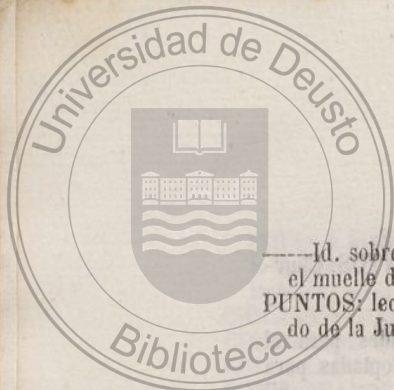 Universidad de Deusto
Biblioteca
——Id. sobre
el muelle d
PUNTOS: lec
do de la Ju